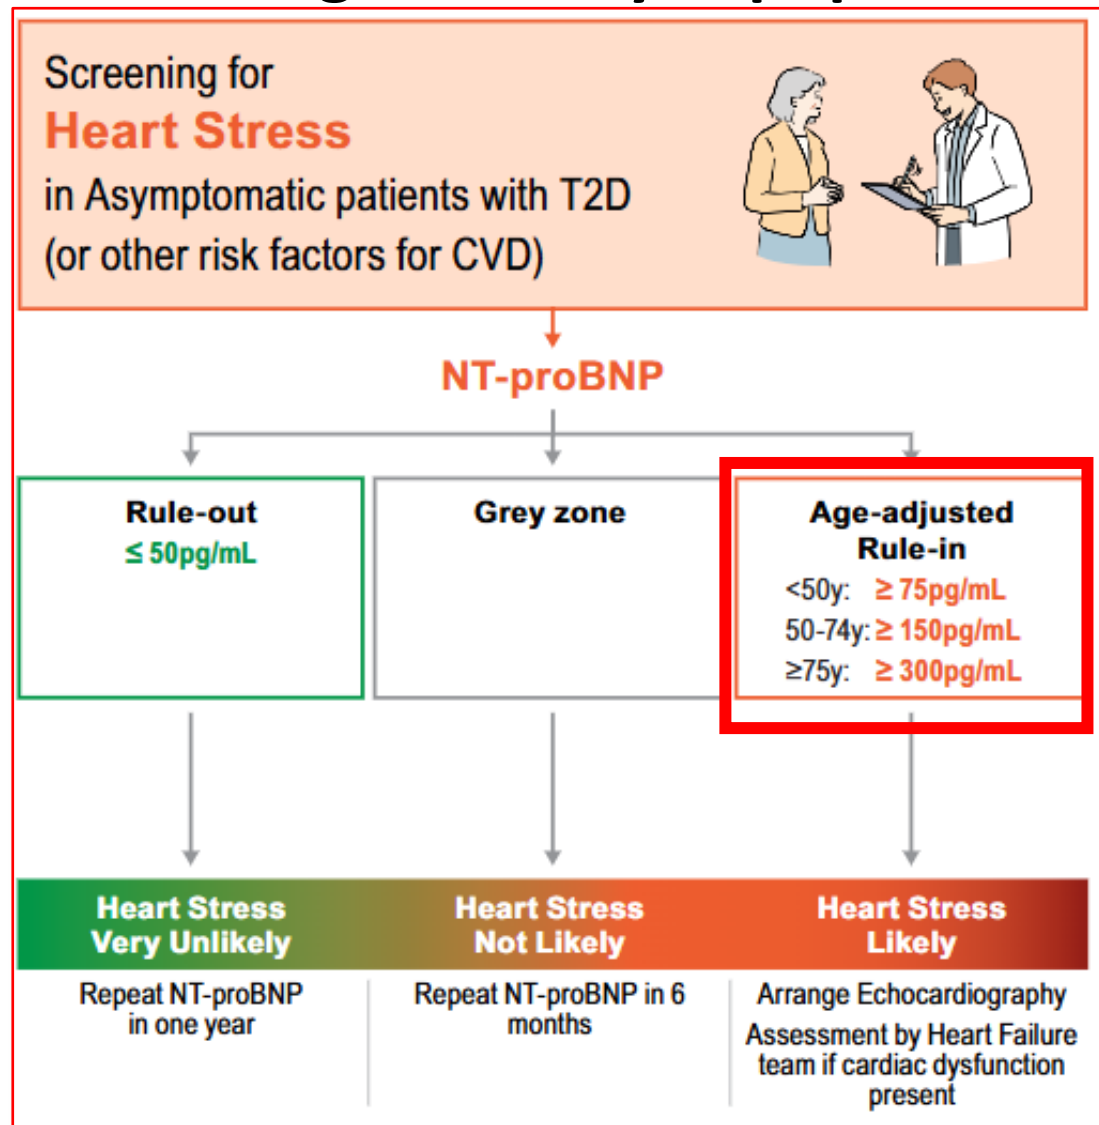 Screening for
Heart Stress
in Asymptomatic patients with T2D
(or other risk factors for CVD)
NT-proBNP
Rule-out
≤ 50pg/mL
Grey zone
Age-adjusted
Rule-in
<50y: ≥ 75pg/mL
50-74y: ≥ 150pg/mL
≥75y: ≥ 300pg/mL
Heart Stress
Very Unlikely
Heart Stress
Not Likely
Heart Stress
Likely
Repeat NT-proBNP
in one year
Repeat NT-proBNP in 6
months
Arrange Echocardiography
Assessment by Heart Failure
team if cardiac dysfunction
present